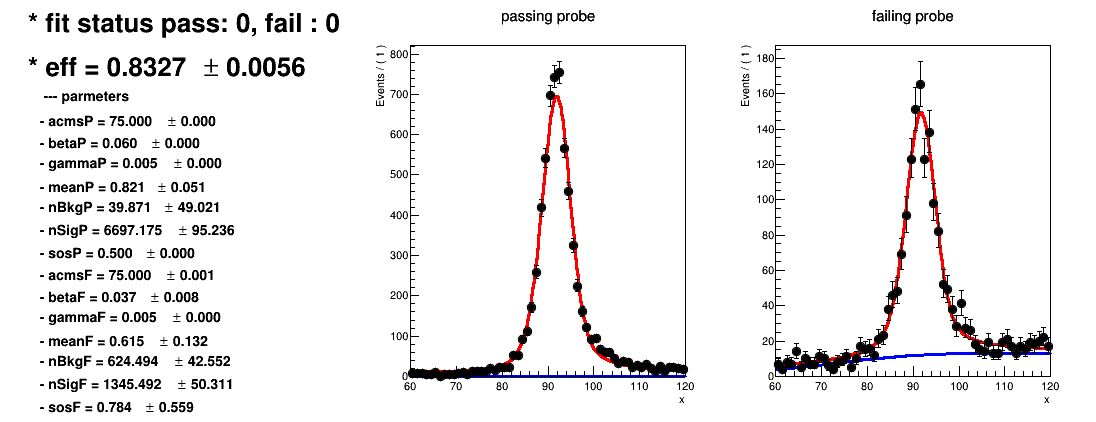 * fit status pass: 0, fail : 0
* eff = 0.8327 ± 0.0056
--- parmeters
- acmsP = 75.000 ± 0.000
- betaP = 0.060 ± 0.000
- gammaP = 0.005 ± 0.000
- meanP = 0.821 ± 0.051
- nBkgP = 39.871 ± 49.021
- nSigP = 6697.175 ± 95.236
- sosP = 0.500 ± 0.000
- acmsF = 75.000 ± 0.001
- betaF = 0.037 ± 0.008
- gammaF = 0.005 ± 0.000
- meanF = 0.615 ± 0.132
- nBkgF = 624.494 ± 42.552
- nSigF = 1345.492 ± 50.311
- sosF = 0.784 ± 0.559
passing probe
Events / ( 1 )
800
700
600
500
400
300
200
100
0
60 70 80 90 100 110 120
x
failing probe
Events / ( 1 )
180
160
140
120
100
80
60
40
20
0
60 70 80 90 100 110 120
x